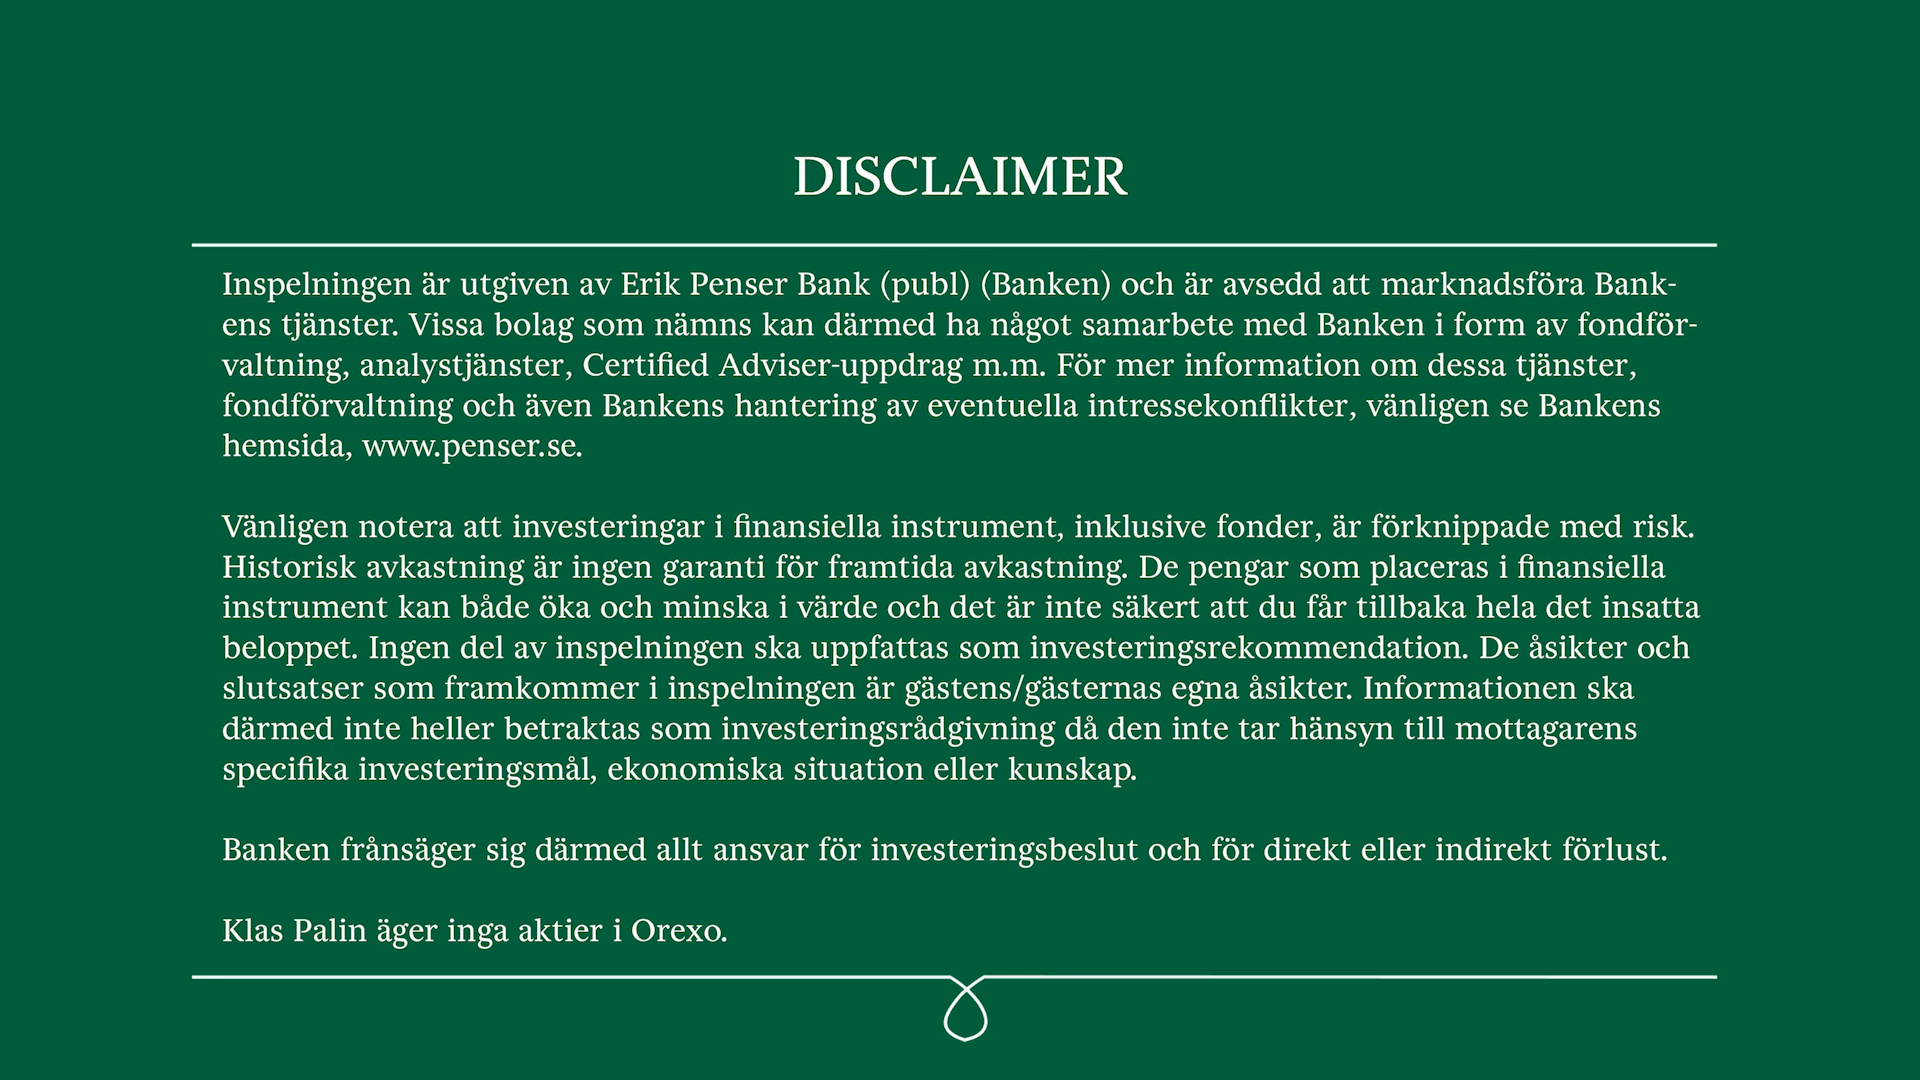 DISCLAIMER
Inspelningen är utgiven av Erik Penser Bank (publ) (Banken) och är avsedd att marknadsföra Bank-
ens tjänster. Vissa bolag som nämns kan därmed ha något samarbete med Banken i form av fondför-
valtning, analystjänster, Certified Adviser-uppdrag m.m. För mer information om dessa tjänster,
fondförvaltning och även Bankens hantering av eventuella intressekonflikter, vänligen se Bankens
hemsida, www.penser.se.
Vänligen notera att investeringar i finansiella instrument, inklusive fonder, är förknippade med risk.
Historisk avkastning är ingen garanti för framtida avkastning. De pengar som placeras i finansiella
instrument kan både öka och minska i värde och det är inte säkert att du får tillbaka hela det insatta
beloppet. Ingen del av inspelningen ska uppfattas som investeringsrekommendation. De åsikter och
slutsatser som framkommer i inspelningen är gästens/gästernas egna åsikter. Informationen ska
därmed inte heller betraktas som investeringsrådgivning då den inte tar hänsyn till mottagarens
specifika investeringsmål, ekonomiska situation eller kunskap.
Banken frånsäger sig därmed allt ansvar för investeringsbeslut och för direkt eller indirekt förlust.
Klas Palin äger inga aktier i Orexo.